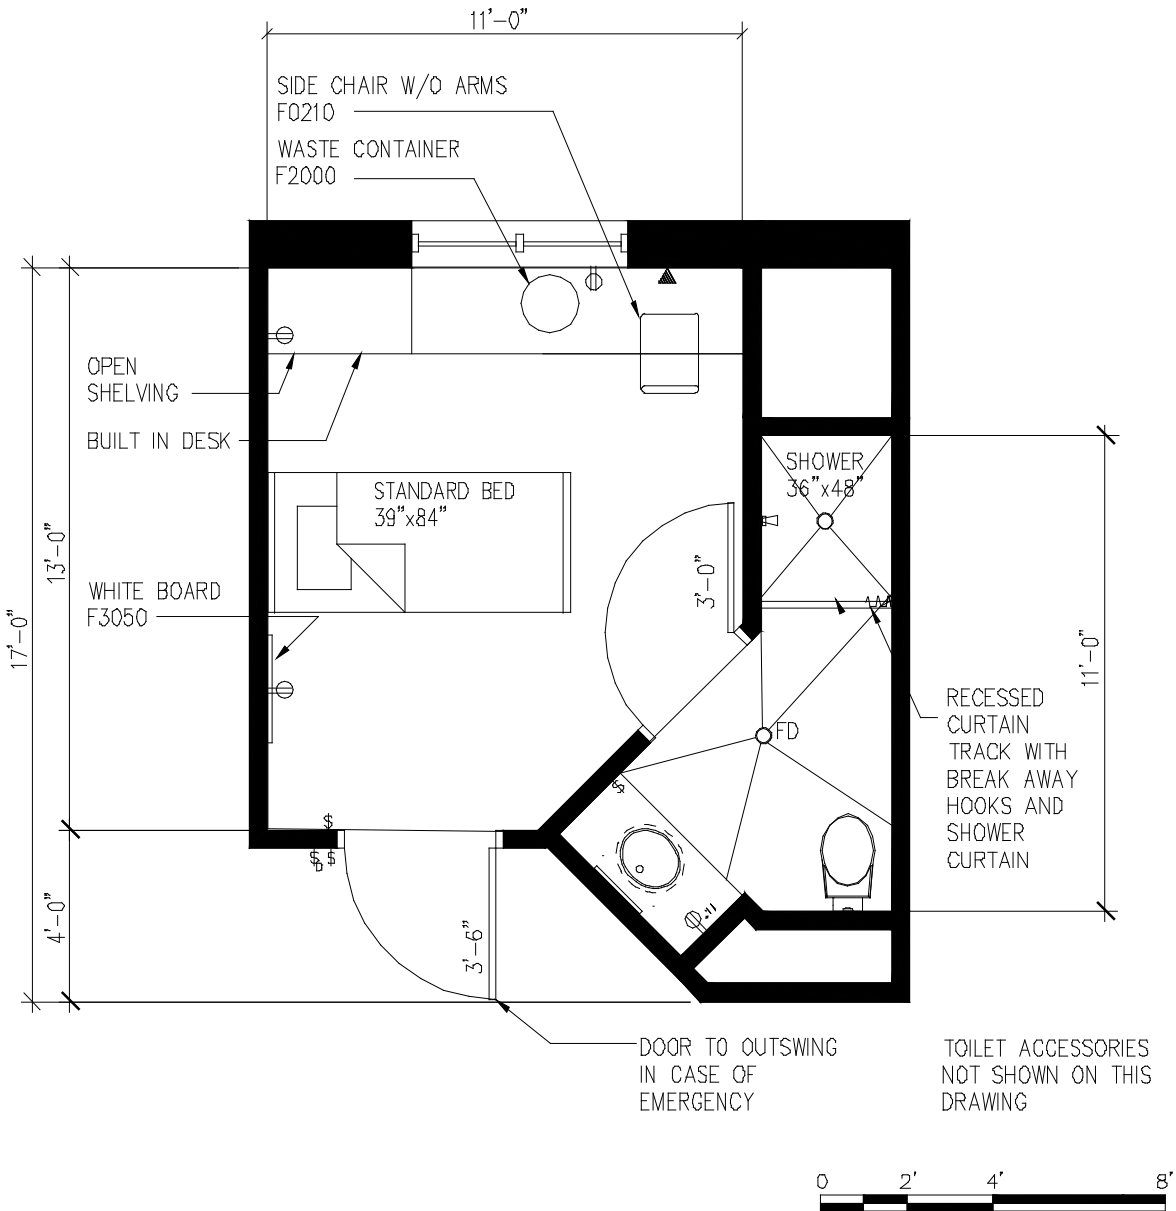 11'-0"
SIDE CHAIR W/O ARMS
F0210
WASTE CONTAINER
F2000
OPEN
SHELVING
BUILT IN DESK
STANDARD BED
39"x84"
SHOWER
36"x48"
13'-0"
17'-0"
WHITE BOARD
F3050
3'-0"
11'-0"
RECESSED
CURTAIN
TRACK WITH
BREAK AWAY
HOOKS AND
SHOWER
CURTAIN
FD
$
$
$ $
D
4'-0"
3'-6"
DOOR TO OUTSWING
IN CASE OF
EMERGENCY
TOILET ACCESSORIES
NOT SHOWN ON THIS
DRAWING
0 2' 4' 8'